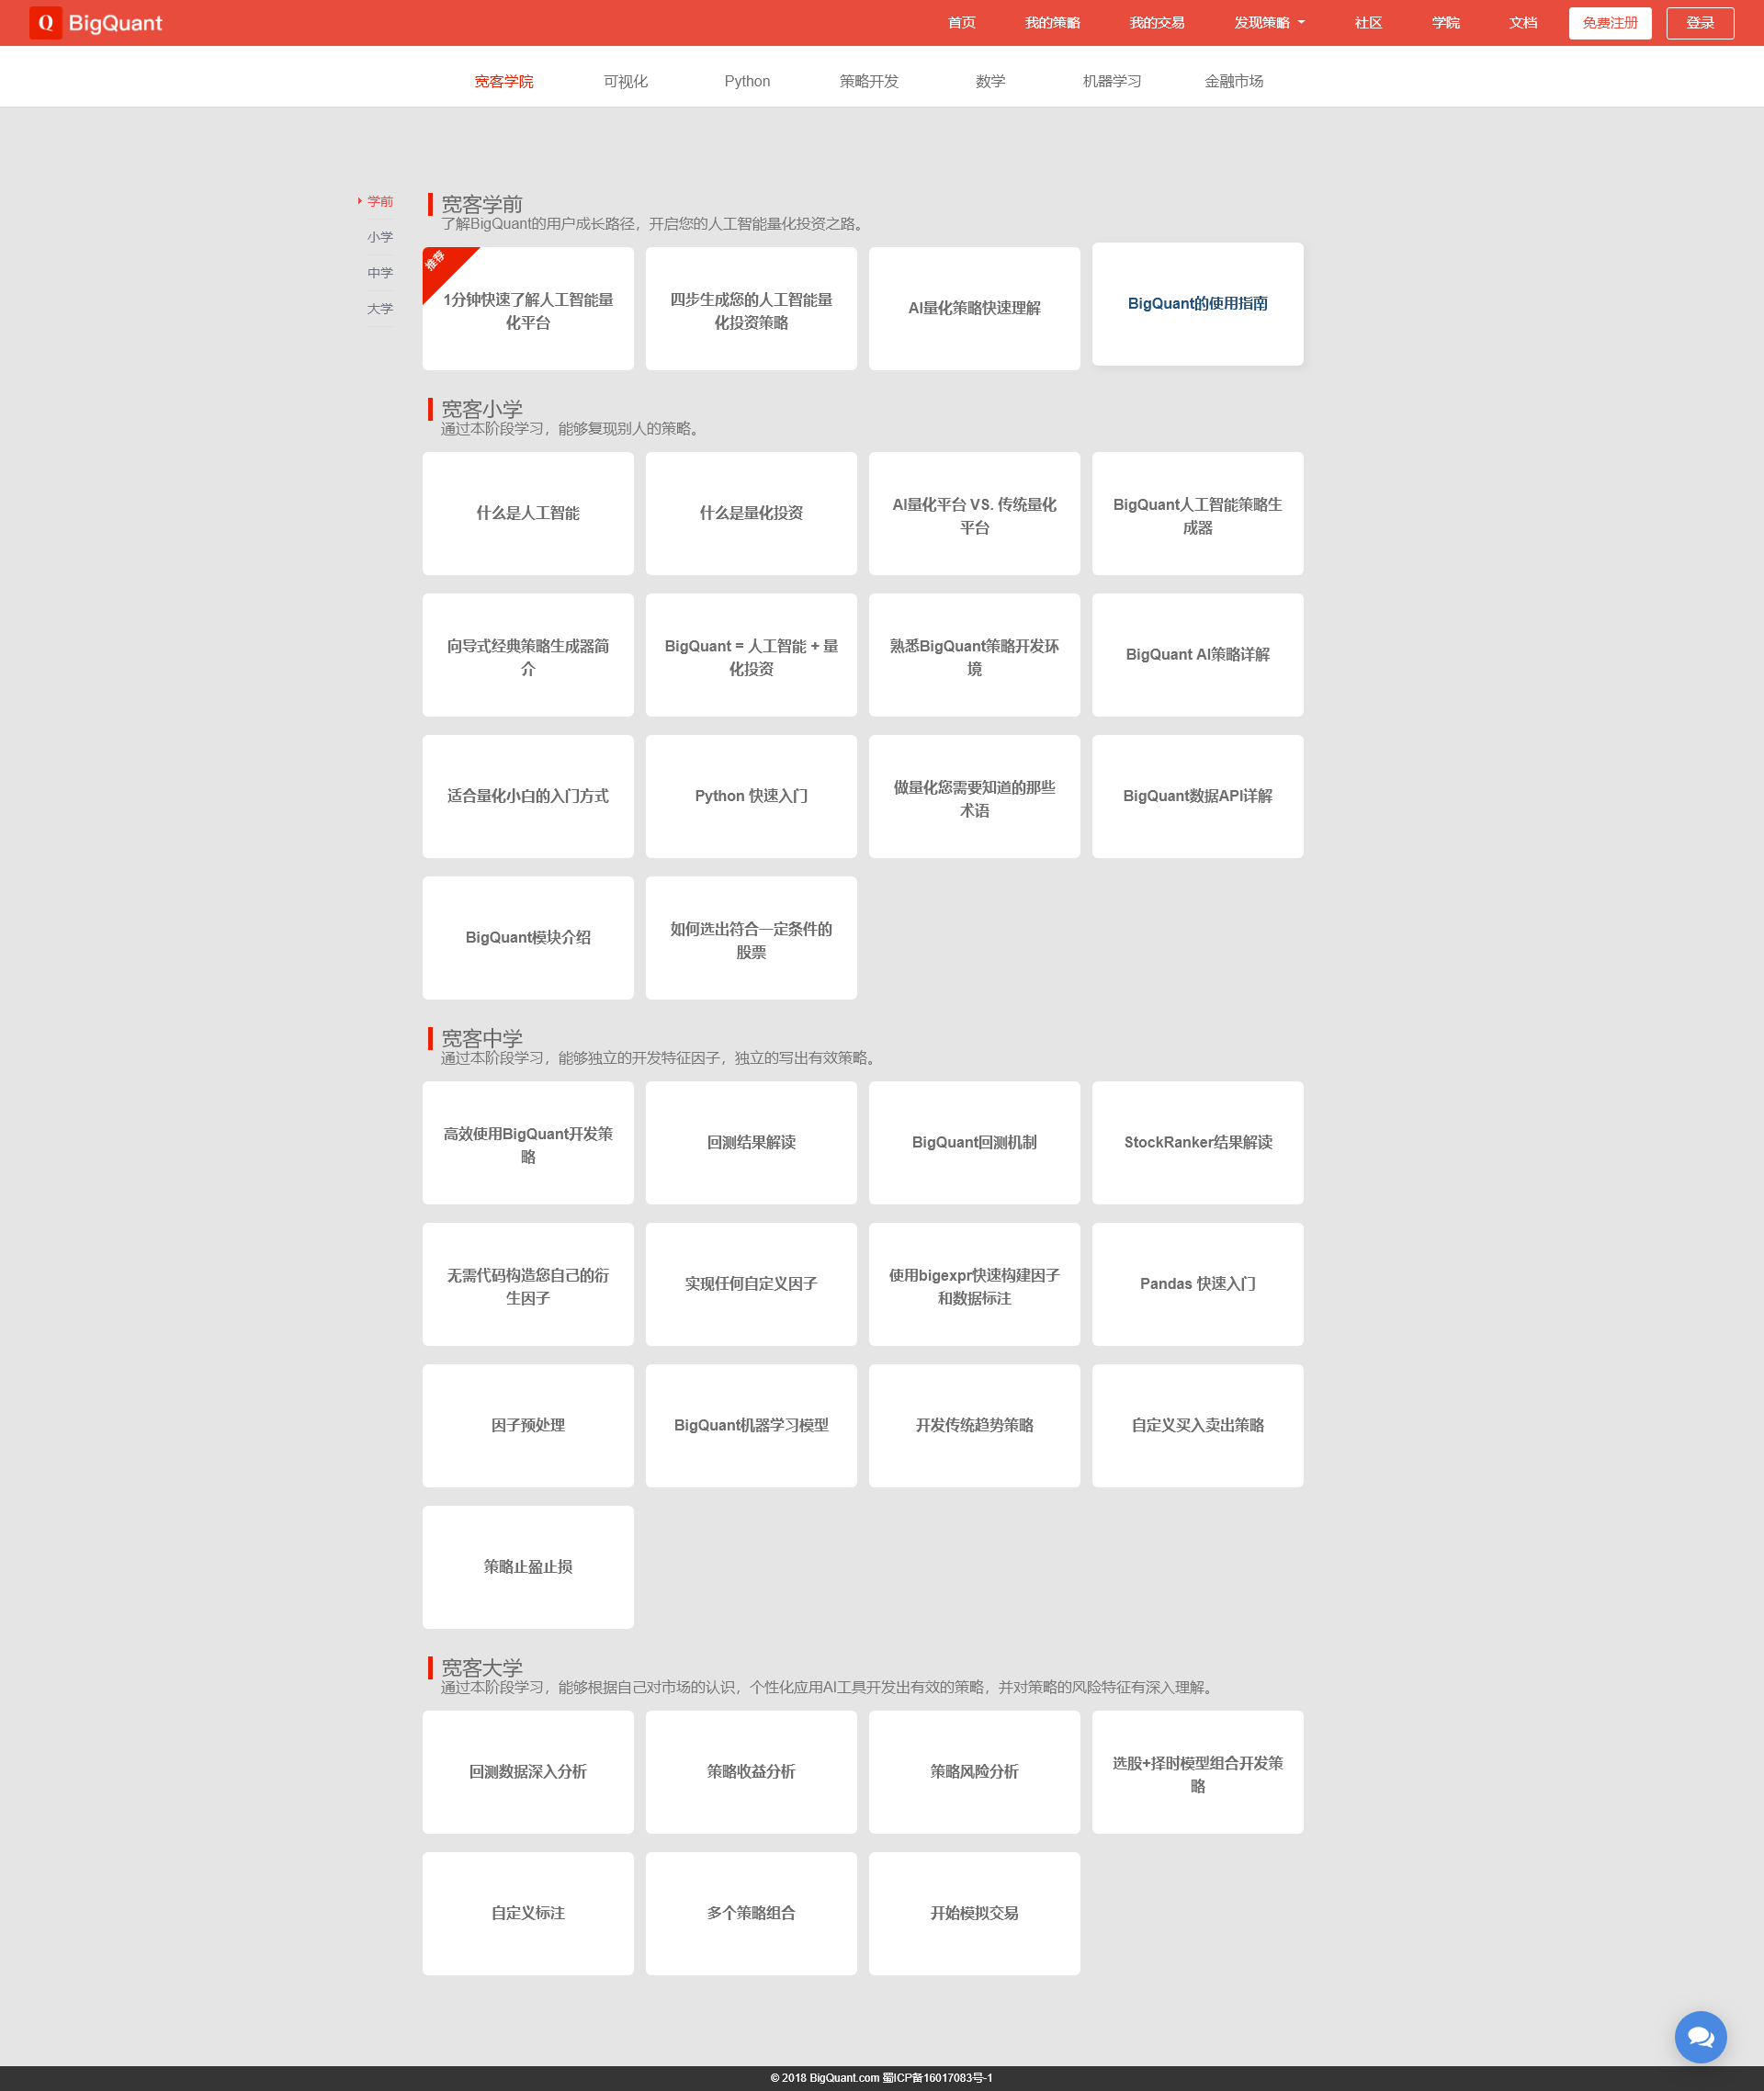 Q BigQuant 首页 我的策略 我的交易 发现策略 社区 学院 文档 免费注册 登录
宽客学院 可视化 Python 策略开发 数学 机器学习 金融市场
学前
小学
中学
大学
宽客学前
了解BigQuant的用户成长路径，开启您的人工智能量化投资之路。
推荐
1分钟快速了解人工智能量
化平台
四步生成您的人工智能量
化投资策略
AI量化策略快速理解
BigQuant的使用指南
宽客小学
通过本阶段学习，能够复现别人的策略。
什么是人工智能
什么是量化投资
AI量化平台 VS. 传统量化
平台
BigQuant人工智能策略生
成器
向导式经典策略生成器简
介
BigQuant = 人工智能 + 量
化投资
熟悉BigQuant策略开发环
境
BigQuant AI策略详解
适合量化小白的入门方式
Python 快速入门
做量化您需要知道的那些
术语
BigQuant数据API详解
BigQuant模块介绍
如何选出符合一定条件的
股票
宽客中学
通过本阶段学习，能够独立的开发特征因子，独立的写出有效策略。
高效使用BigQuant开发策
略
回测结果解读
BigQuant回测机制
StockRanker结果解读
无需代码构造您自己的衍
生因子
实现任何自定义因子
使用bigexpr快速构建因子
和数据标注
Pandas 快速入门
因子预处理
BigQuant机器学习模型
开发传统趋势策略
自定义买入卖出策略
策略止盈止损
宽客大学
通过本阶段学习，能够根据自己对市场的认识，个性化应用AI工具开发出有效的策略，并对策略的风险特征有深入理解。
回测数据深入分析
策略收益分析
策略风险分析
选股+择时模型组合开发策
略
自定义标注
多个策略组合
开始模拟交易
© 2018 BigQuant.com 蜀ICP备16017083号-1